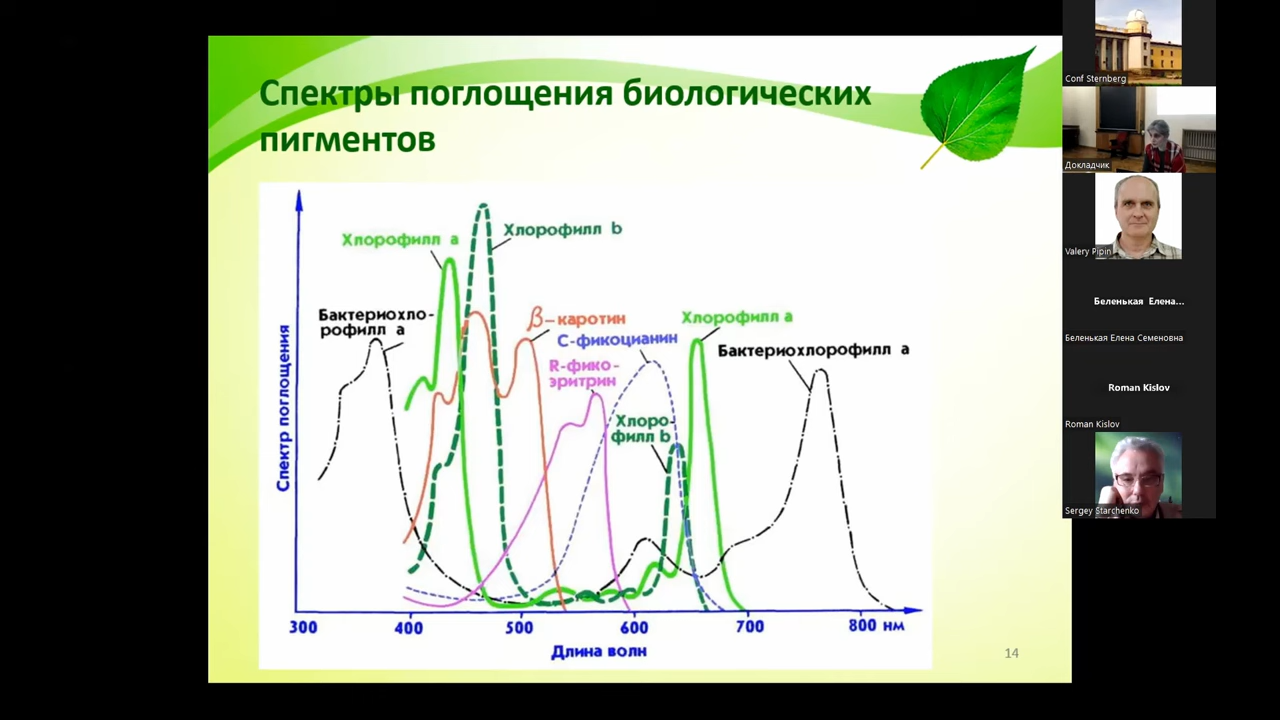 Спектры поглощения биологических
пигментов
Хлорофилл a
Хлорофилл b
Бактериохло-
рофилл a
β-каротин
С-фикоцианин
R-фико-
эритрин
Хлоро-
филл b
Хлорофилл a
Бактериохлорофилл a
Спектр поглощения
300
400
500
600
700
800 нм
Длина волн
14
Conf Sternberg
Докладчик
Valery Pipin
Беленькая Елена...
Беленькая Елена Семеновна
Roman Kislov
Roman Kislov
Sergey Starchenko